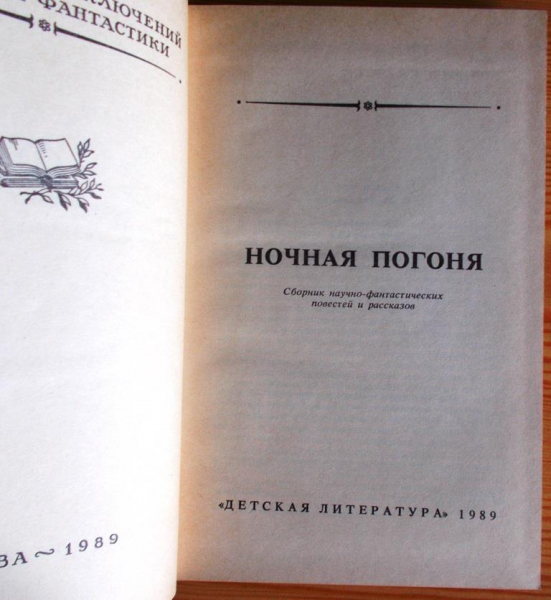 ФАНТАСТИКИ
1989
НОЧНАЯ ПОГОНЯ
Сборник научно-фантастических
повестей и рассказов
«ДЕТСКАЯ ЛИТЕРАТУРА» 1989